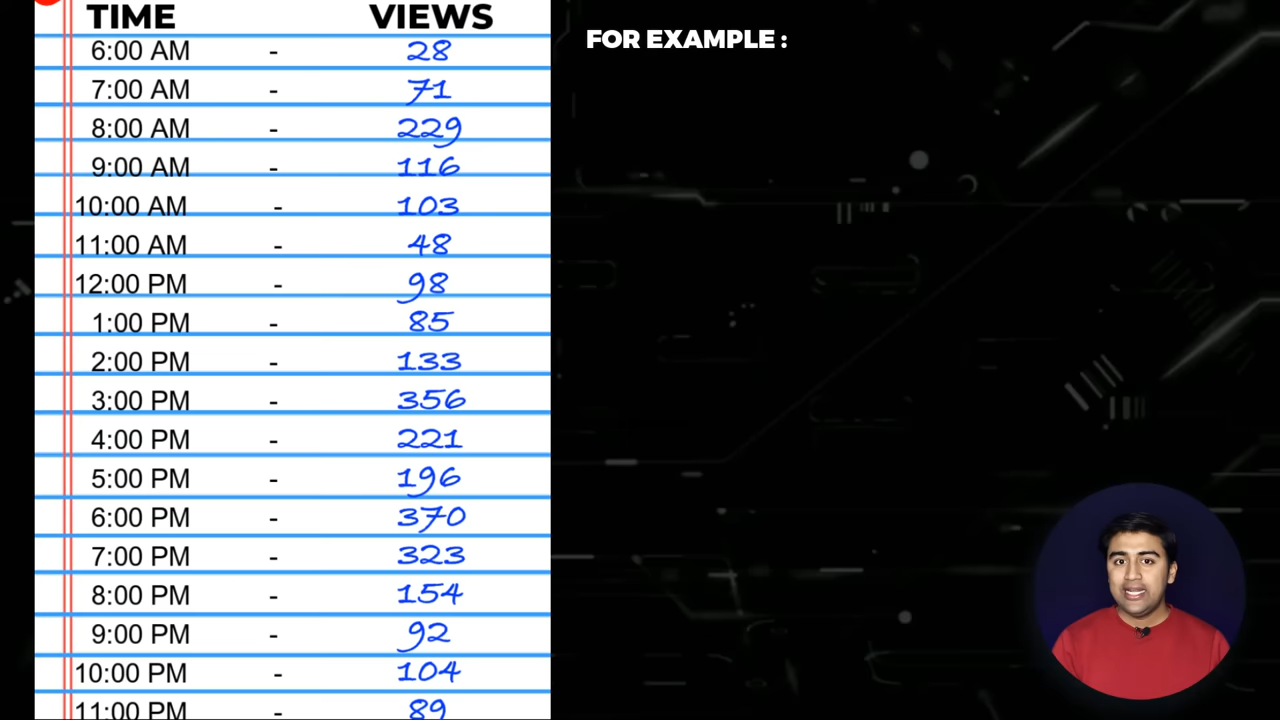 TIME VIEWS
6:00 AM - 28
7:00 AM - 71
8:00 AM - 229
9:00 AM - 116
10:00 AM - 103
11:00 AM - 48
12:00 PM - 98
1:00 PM - 85
2:00 PM - 133
3:00 PM - 356
4:00 PM - 221
5:00 PM - 196
6:00 PM - 370
7:00 PM - 323
8:00 PM - 154
9:00 PM - 92
10:00 PM - 104
11:00 PM - 89
FOR EXAMPLE :